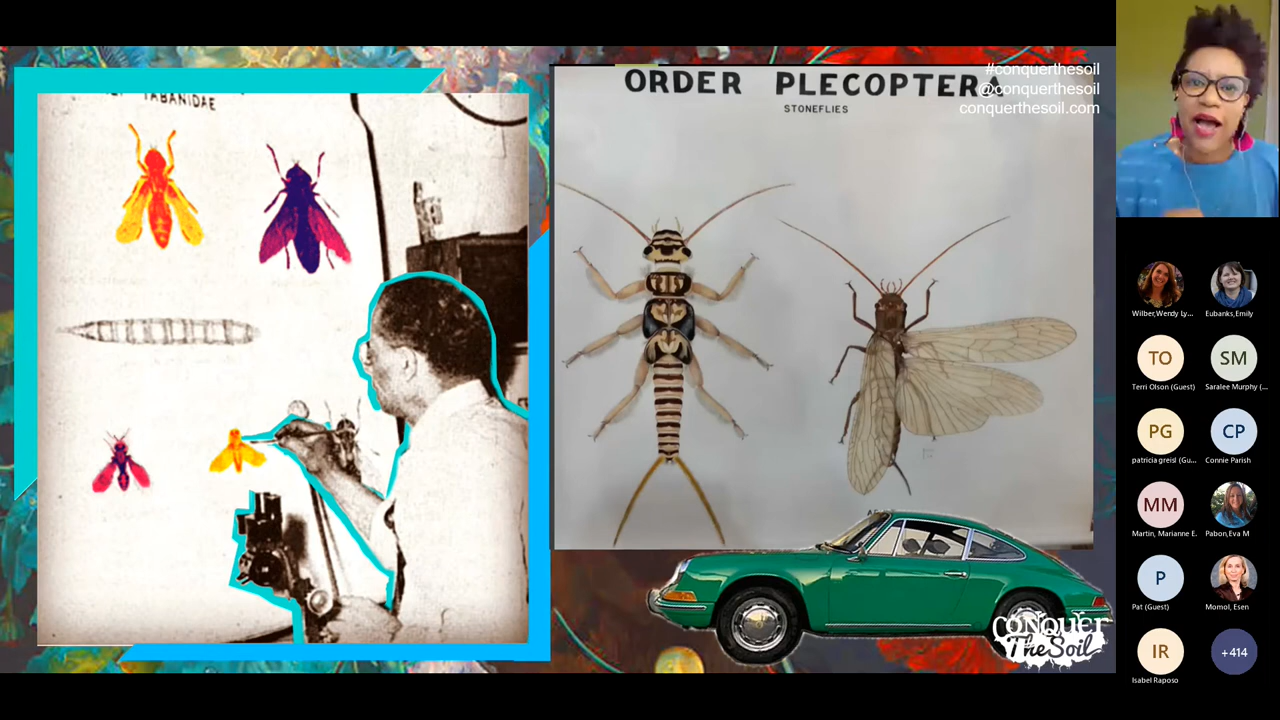 TABANIDAE
ORDER PLECOPTERA
STONEFLIES
#conquerthesoil
@conquerthesoil
conquerthesoil.com
CONQUER
The Soil
Wilber,Wendy Ly...
Eubanks,Emily
TO
SM
Terri Olson (Guest)
Saralee Murphy (...
PG
CP
patricia greisl (Gu...
Connie Parish
MM
Martin, Marianne E.
Pabon,Eva M
P
Pat (Guest)
Momol, Esen
IR
+414
Isabel Raposo